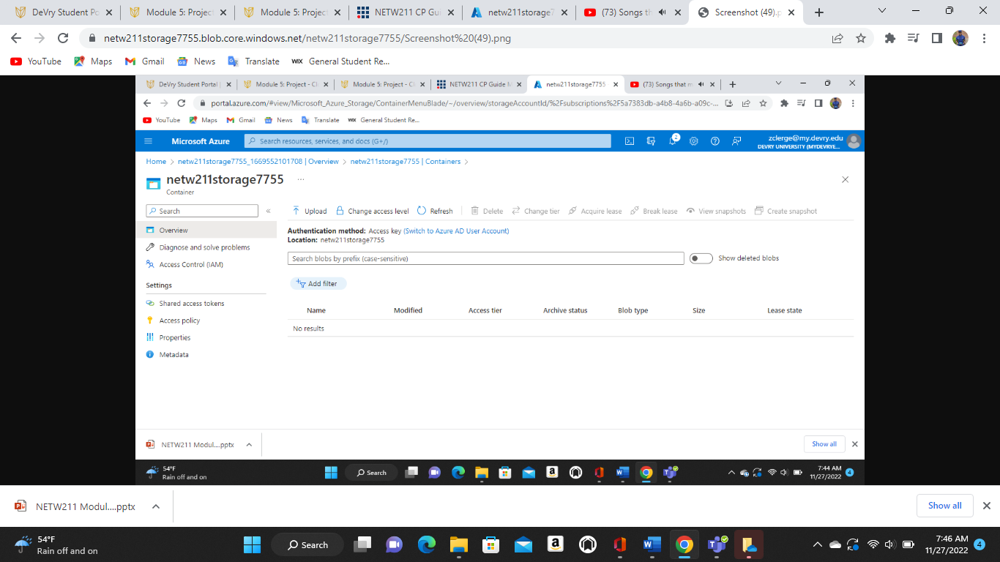 DeVry Student Po
Module 5: Project
Module 5: Project
NETW211 CP Gui
netw211storage7
(73) Songs th
Screenshot (49).p
netw211storage7755.blob.core.windows.net/netw211storage7755/Screenshot%20(49).png
YouTube Maps Gmail News Translate WIX General Student Re...
DeVry Student Portal |
Module 5: Project - Cl
Module 5: Project - Cl
NETW211 CP Guide M
netw211storage7755
(73) Songs that m
portal.azure.com/#view/Microsoft_Azure_Storage/ContainerMenuBlade/~/overview/storageAccountId/%2Fsubscriptions%2F5a7383db-a4b8-4a6b-a09c-...
YouTube Maps Gmail News Translate WIX General Student Re...
Microsoft Azure
Search resources, services, and docs (G+/)
2
zclerge@my.devry.edu
DEVRY UNIVERSITY (MYDEVRYE...
Home > netw211storage7755_1669552101708 | Overview > netw211storage7755 | Containers >
netw211storage7755 ...
Container
Search «
Upload Change access level Refresh Delete Change tier Acquire lease Break lease View snapshots Create snapshot
Overview
Diagnose and solve problems
Access Control (IAM)
Settings
Shared access tokens
Access policy
Properties
Metadata
Authentication method: Access key (Switch to Azure AD User Account)
Location: netw211storage7755
Search blobs by prefix (case-sensitive)
Show deleted blobs
Add filter
Name Modified Access tier Archive status Blob type Size Lease state
No results
NETW211 Modul....pptx
Show all
54°F
Rain off and on
Search
7:44 AM
11/27/2022
4
NETW211 Modul....pptx
Show all
54°F
Rain off and on
Search
7:46 AM
11/27/2022
4